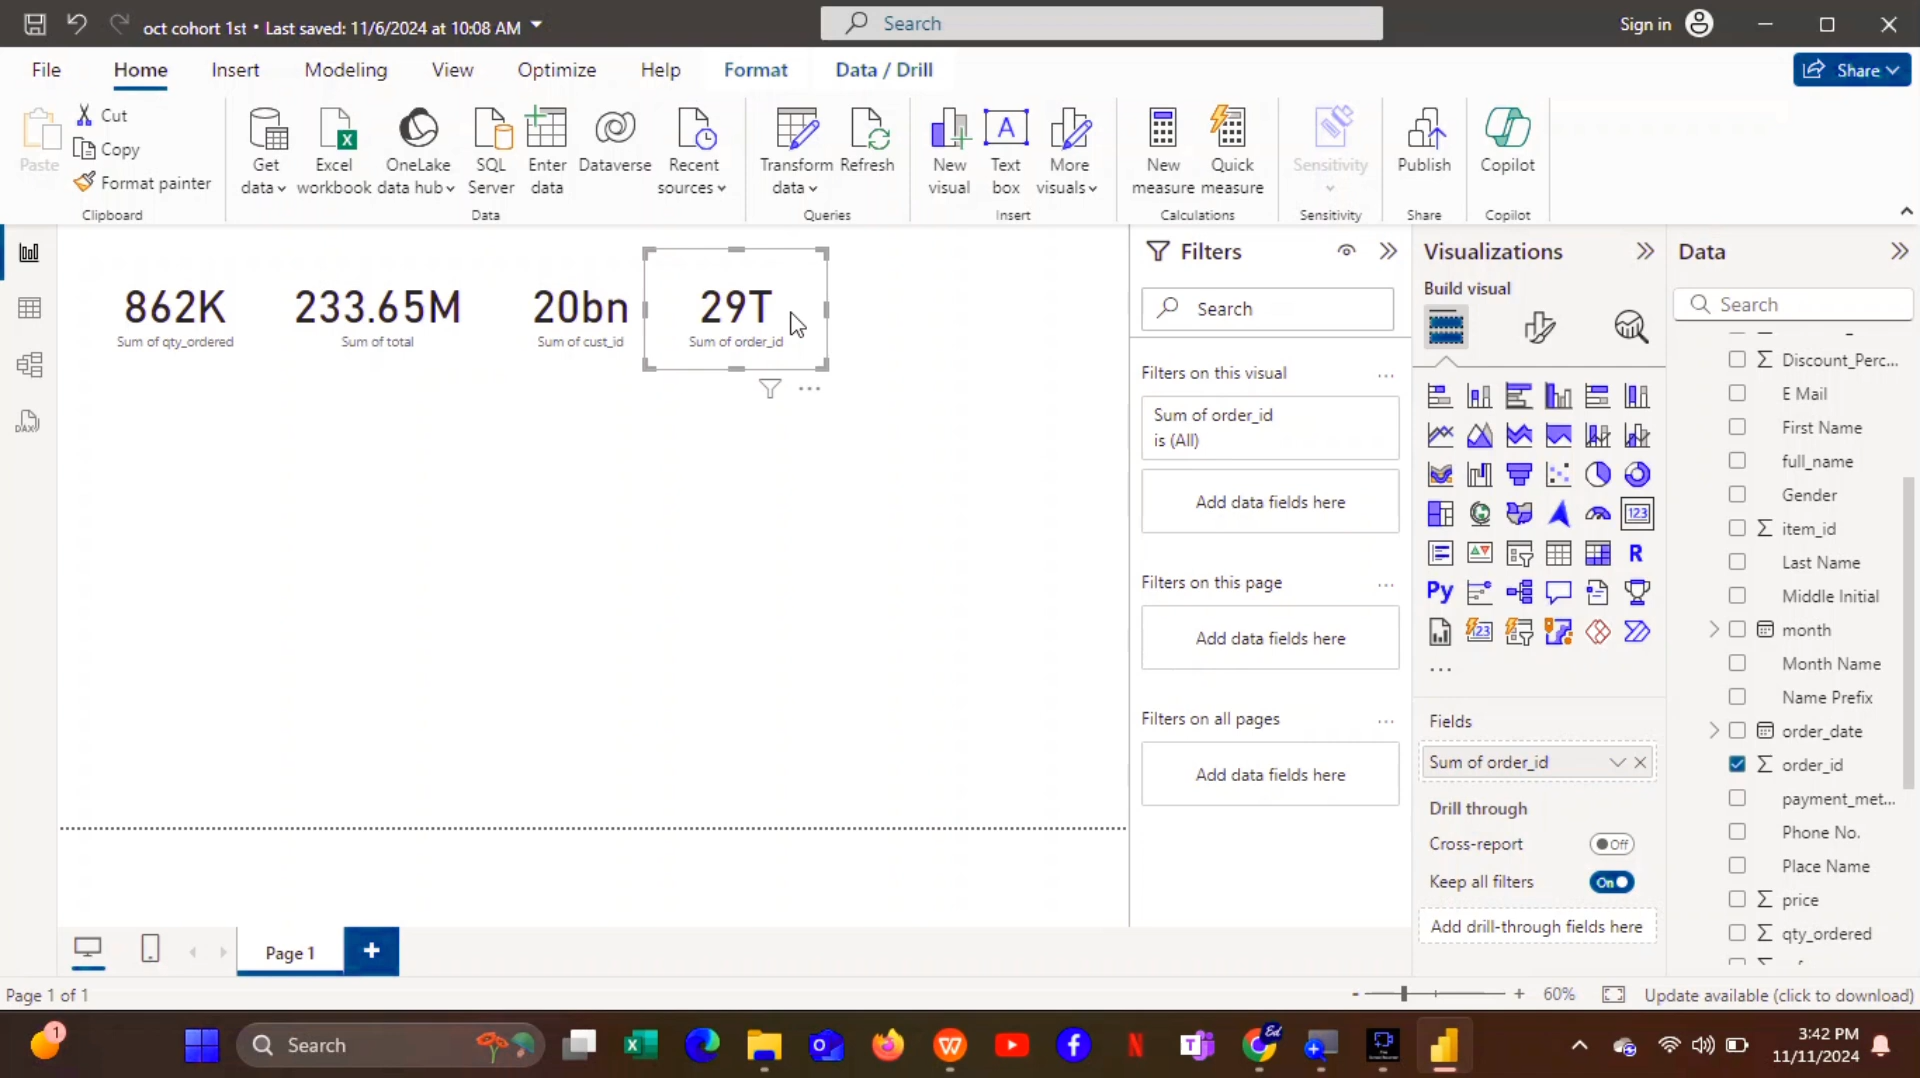 oct cohort 1st • Last saved: 11/6/2024 at 10:08 AM
Search
Sign in
File
Home
Insert
Modeling
View
Optimize
Help
Format
Data / Drill
Share
Paste
Cut
Copy
Format painter
Clipboard
Get data
Excel workbook
OneLake data hub
SQL Server
Enter data
Dataverse
Recent sources
Data
Transform data
Refresh
Queries
New visual
Text box
More visuals
Insert
New measure
Quick measure
Calculations
Sensitivity
Sensitivity
Publish
Share
Copilot
Copilot
862K
Sum of qty_ordered
233.65M
Sum of total
20bn
Sum of cust_id
29T
Sum of order_id
Filters
Search
Filters on this visual
Sum of order_id
is (All)
Add data fields here
Filters on this page
Add data fields here
Filters on all pages
Add data fields here
Visualizations
Build visual
123
R
Py
123
Fields
Sum of order_id
Drill through
Cross-report
Off
Keep all filters
On
Add drill-through fields here
Data
Search
Discount_Perc...
E Mail
First Name
full_name
Gender
item_id
Last Name
Middle Initial
month
Month Name
Name Prefix
order_date
order_id
payment_met...
Phone No.
Place Name
price
qty_ordered
DAX
Page 1
Page 1 of 1
60%
Update available (click to download)
1
Search
Ed
3:42 PM
11/11/2024